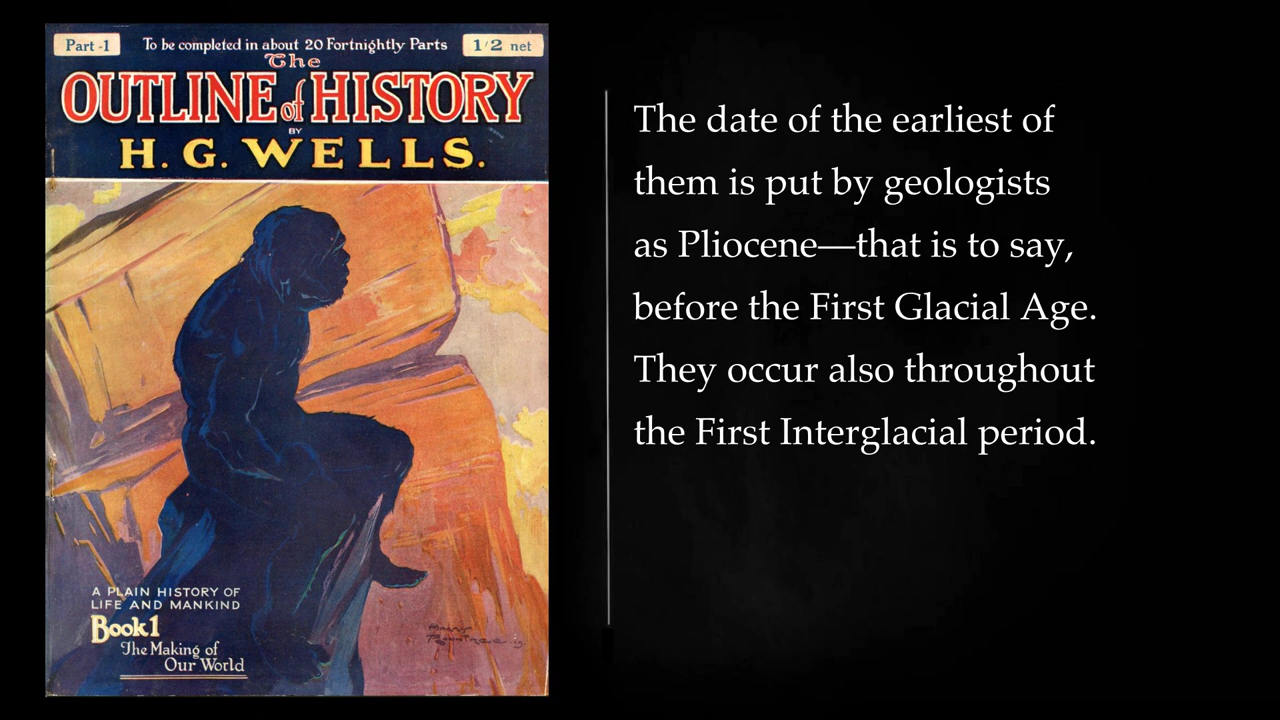 Part -1
To be completed in about 20 Fortnightly Parts
1/2 net
The
OUTLINE of HISTORY
BY
H. G. WELLS.
A PLAIN HISTORY OF
LIFE AND MANKIND
Book 1
The Making of
Our World
The date of the earliest of
them is put by geologists
as Pliocene—that is to say,
before the First Glacial Age.
They occur also throughout
the First Interglacial period.